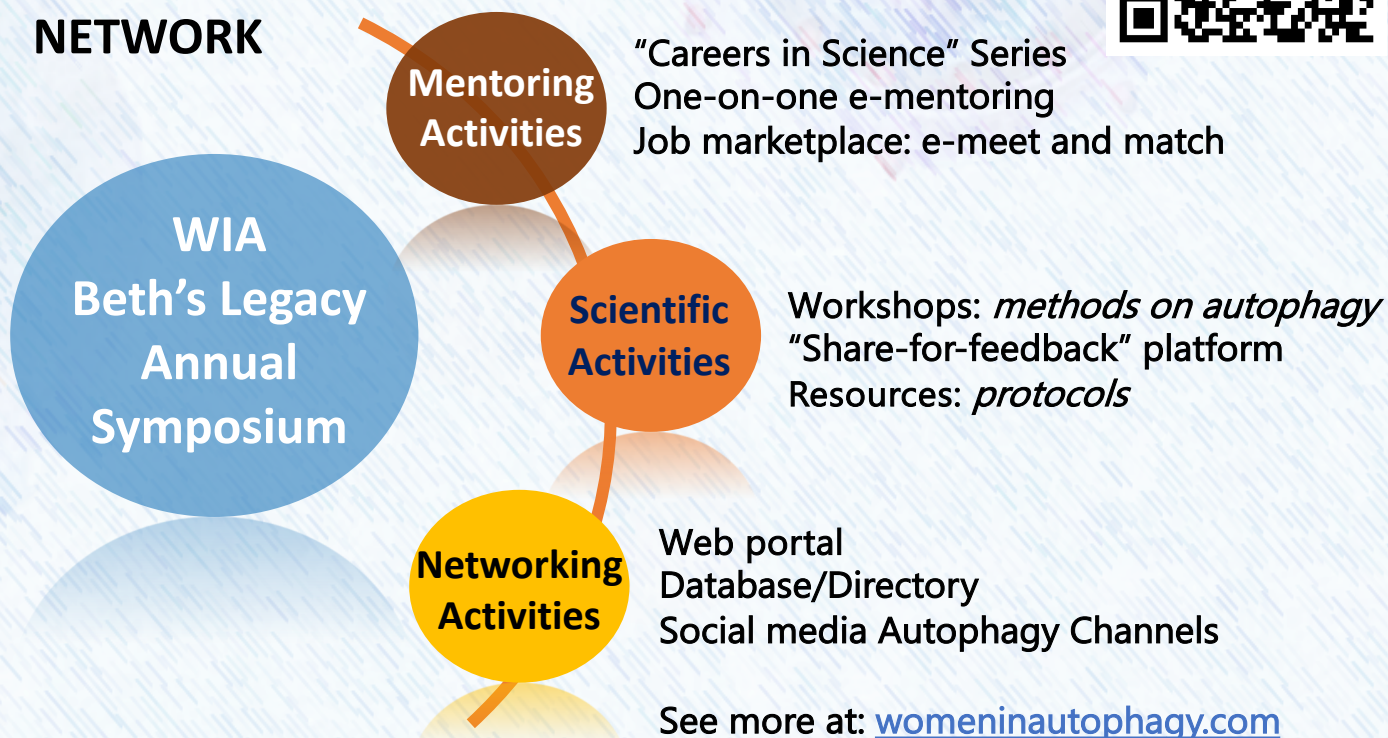 NETWORK
Mentoring
Activities
“Careers in Science” Series
One-on-one e-mentoring
Job marketplace: e-meet and match
WIA
Beth’s Legacy
Annual
Symposium
Scientific
Activities
Workshops: methods on autophagy
“Share-for-feedback” platform
Resources: protocols
Networking
Activities
Web portal
Database/Directory
Social media Autophagy Channels
See more at: womeninautophagy.com